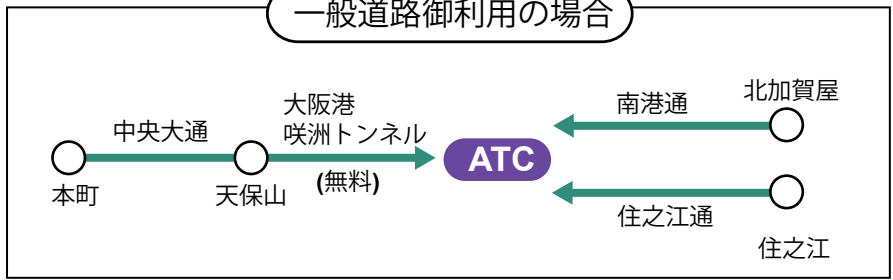 一般道路御利用の場合
本町
中央大通
天保山
大阪港
咲洲トンネル
(無料)
ATC
南港通
北加賀屋
住之江通
住之江